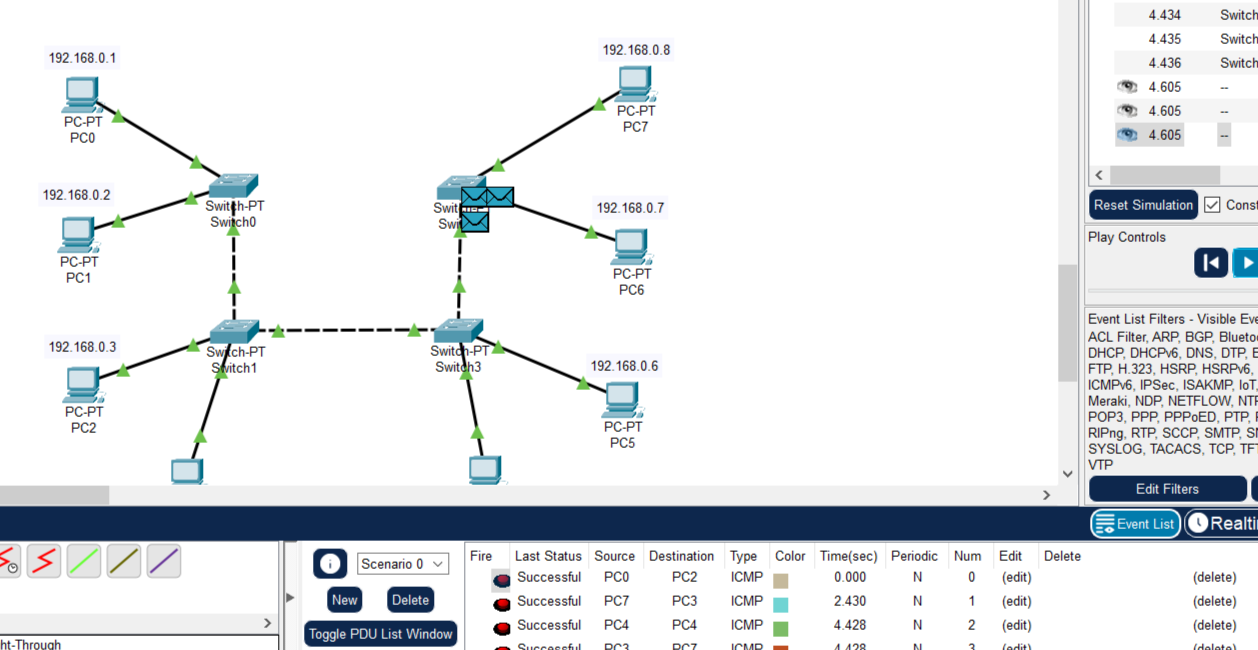 192.168.0.1
PC-PT
PC0
192.168.0.2
PC-PT
PC1
192.168.0.3
PC-PT
PC2
Switch-PT
Switch0
Switch-PT
Switch1
192.168.0.8
PC-PT
PC7
192.168.0.7
PC-PT
PC6
Switch-PT
Switch3
192.168.0.6
PC-PT
PC5
4.434 Switch
4.435 Switch
4.436 Switch
4.605 --
4.605 --
4.605 --
Reset Simulation Const
Play Controls
Event List Filters - Visible Eve
ACL Filter, ARP, BGP, Bluetoo
DHCP, DHCPv6, DNS, DTP, E
FTP, H.323, HSRP, HSRPv6,
ICMPv6, IPSec, ISAKMP, IoT,
Meraki, NDP, NETFLOW, NTP
POP3, PPP, PPPoED, PTP,
RIPng, RTP, SCCP, SMTP, SN
SYSLOG, TACACS, TCP, TFT
VTP
Edit Filters
Event List Realti
Scenario 0
New Delete
Toggle PDU List Window
ht-Through
Fire Last Status Source Destination Type Color Time(sec) Periodic Num Edit Delete
Successful PC0 PC2 ICMP 0.000 N 0 (edit) (delete)
Successful PC7 PC3 ICMP 2.430 N 1 (edit) (delete)
Successful PC4 PC4 ICMP 4.428 N 2 (edit) (delete)
Successful PC3 PC7 ICMP 4.428 N 3 (edit) (delete)